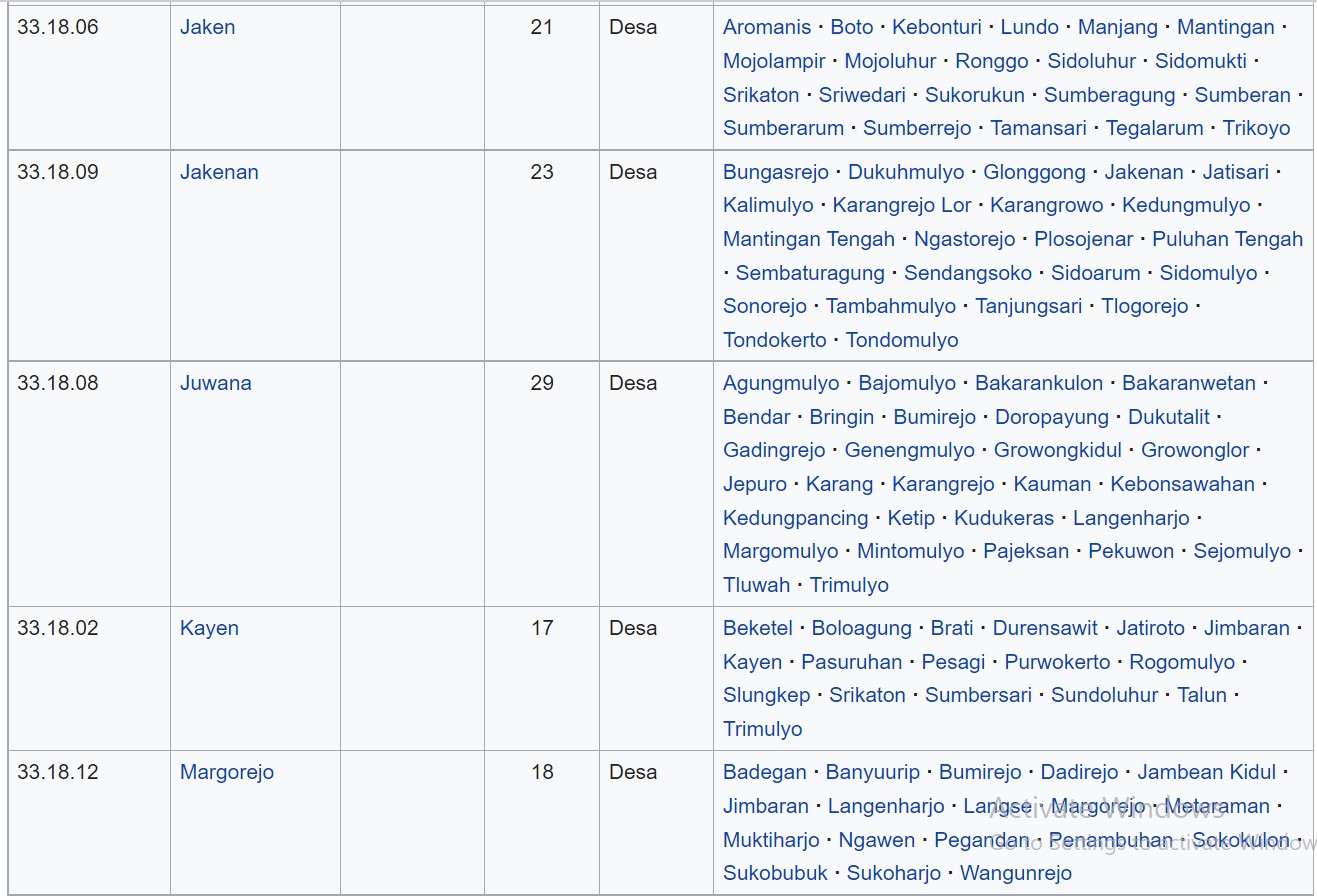 33.18.06 Jaken 21 Desa Aromanis · Boto · Kebonturi · Lundo · Manjang · Mantingan ·
Mojolampir · Mojoluhur · Ronggo · Sidoluhur · Sidomukti ·
Srikaton · Sriwedari · Sukorukun · Sumberagung · Sumberan ·
Sumberarum · Sumberrejo · Tamansari · Tegalarum · Trikoyo
33.18.09 Jakenan 23 Desa Bungasrejo · Dukuhmulyo · Glonggong · Jakenan · Jatisari ·
Kalimulyo · Karangrejo Lor · Karangrowo · Kedungmulyo ·
Mantingan Tengah · Ngastorejo · Plosojenar · Puluhan Tengah
· Sembaturagung · Sendangsoko · Sidoarum · Sidomulyo ·
Sonorejo · Tambahmulyo · Tanjungsari · Tlogorejo ·
Tondokerto · Tondomulyo
33.18.08 Juwana 29 Desa Agungmulyo · Bajomulyo · Bakarankulon · Bakaranwetan ·
Bendar · Bringin · Bumirejo · Doropayung · Dukutalit ·
Gadingrejo · Genengmulyo · Growongkidul · Growonglor ·
Jepuro · Karang · Karangrejo · Kauman · Kebonsawahan ·
Kedungpancing · Ketip · Kudukeras · Langenharjo ·
Margomulyo · Mintomulyo · Pajeksan · Pekuwon · Sejomulyo ·
Tluwah · Trimulyo
33.18.02 Kayen 17 Desa Beketel · Boloagung · Brati · Durensawit · Jatiroto · Jimbaran ·
Kayen · Pasuruhan · Pesagi · Purwokerto · Rogomulyo ·
Slungkep · Srikaton · Sumbersari · Sundoluhur · Talun ·
Trimulyo
33.18.12 Margorejo 18 Desa Badegan · Banyuurip · Bumirejo · Dadirejo · Jambean Kidul ·
Jimbaran · Langenharjo · Langse · Margorejo · Metaraman ·
Muktiharjo · Ngawen · Pegandan · Penambuhan · Sokokulon ·
Sukobubuk · Sukoharjo · Wangunrejo
Activate Windows
Go to Settings to activate Window